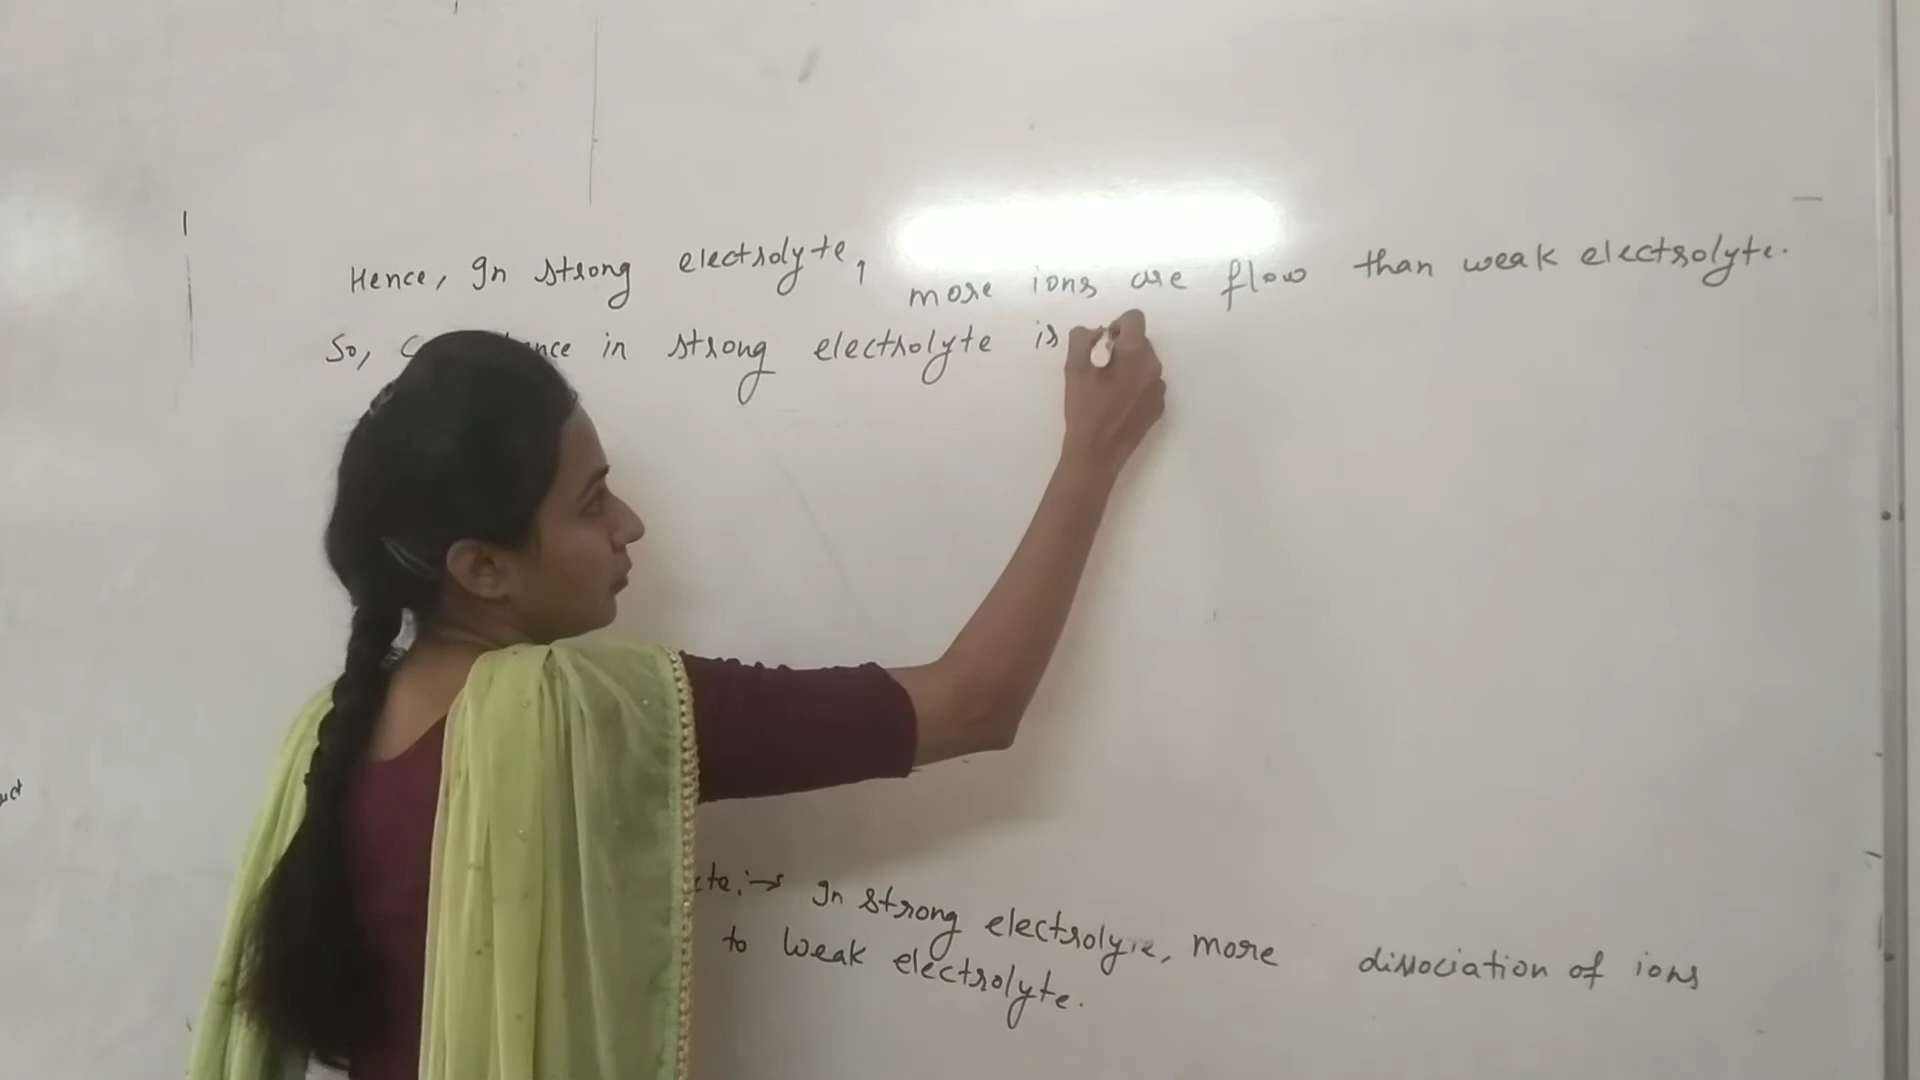 Hence, In strong electrolyte, more ions are flow than weak electrolyte.
So, in strong electrolyte is
In strong electrolyte, more dissociation of ions
to weak electrolyte.